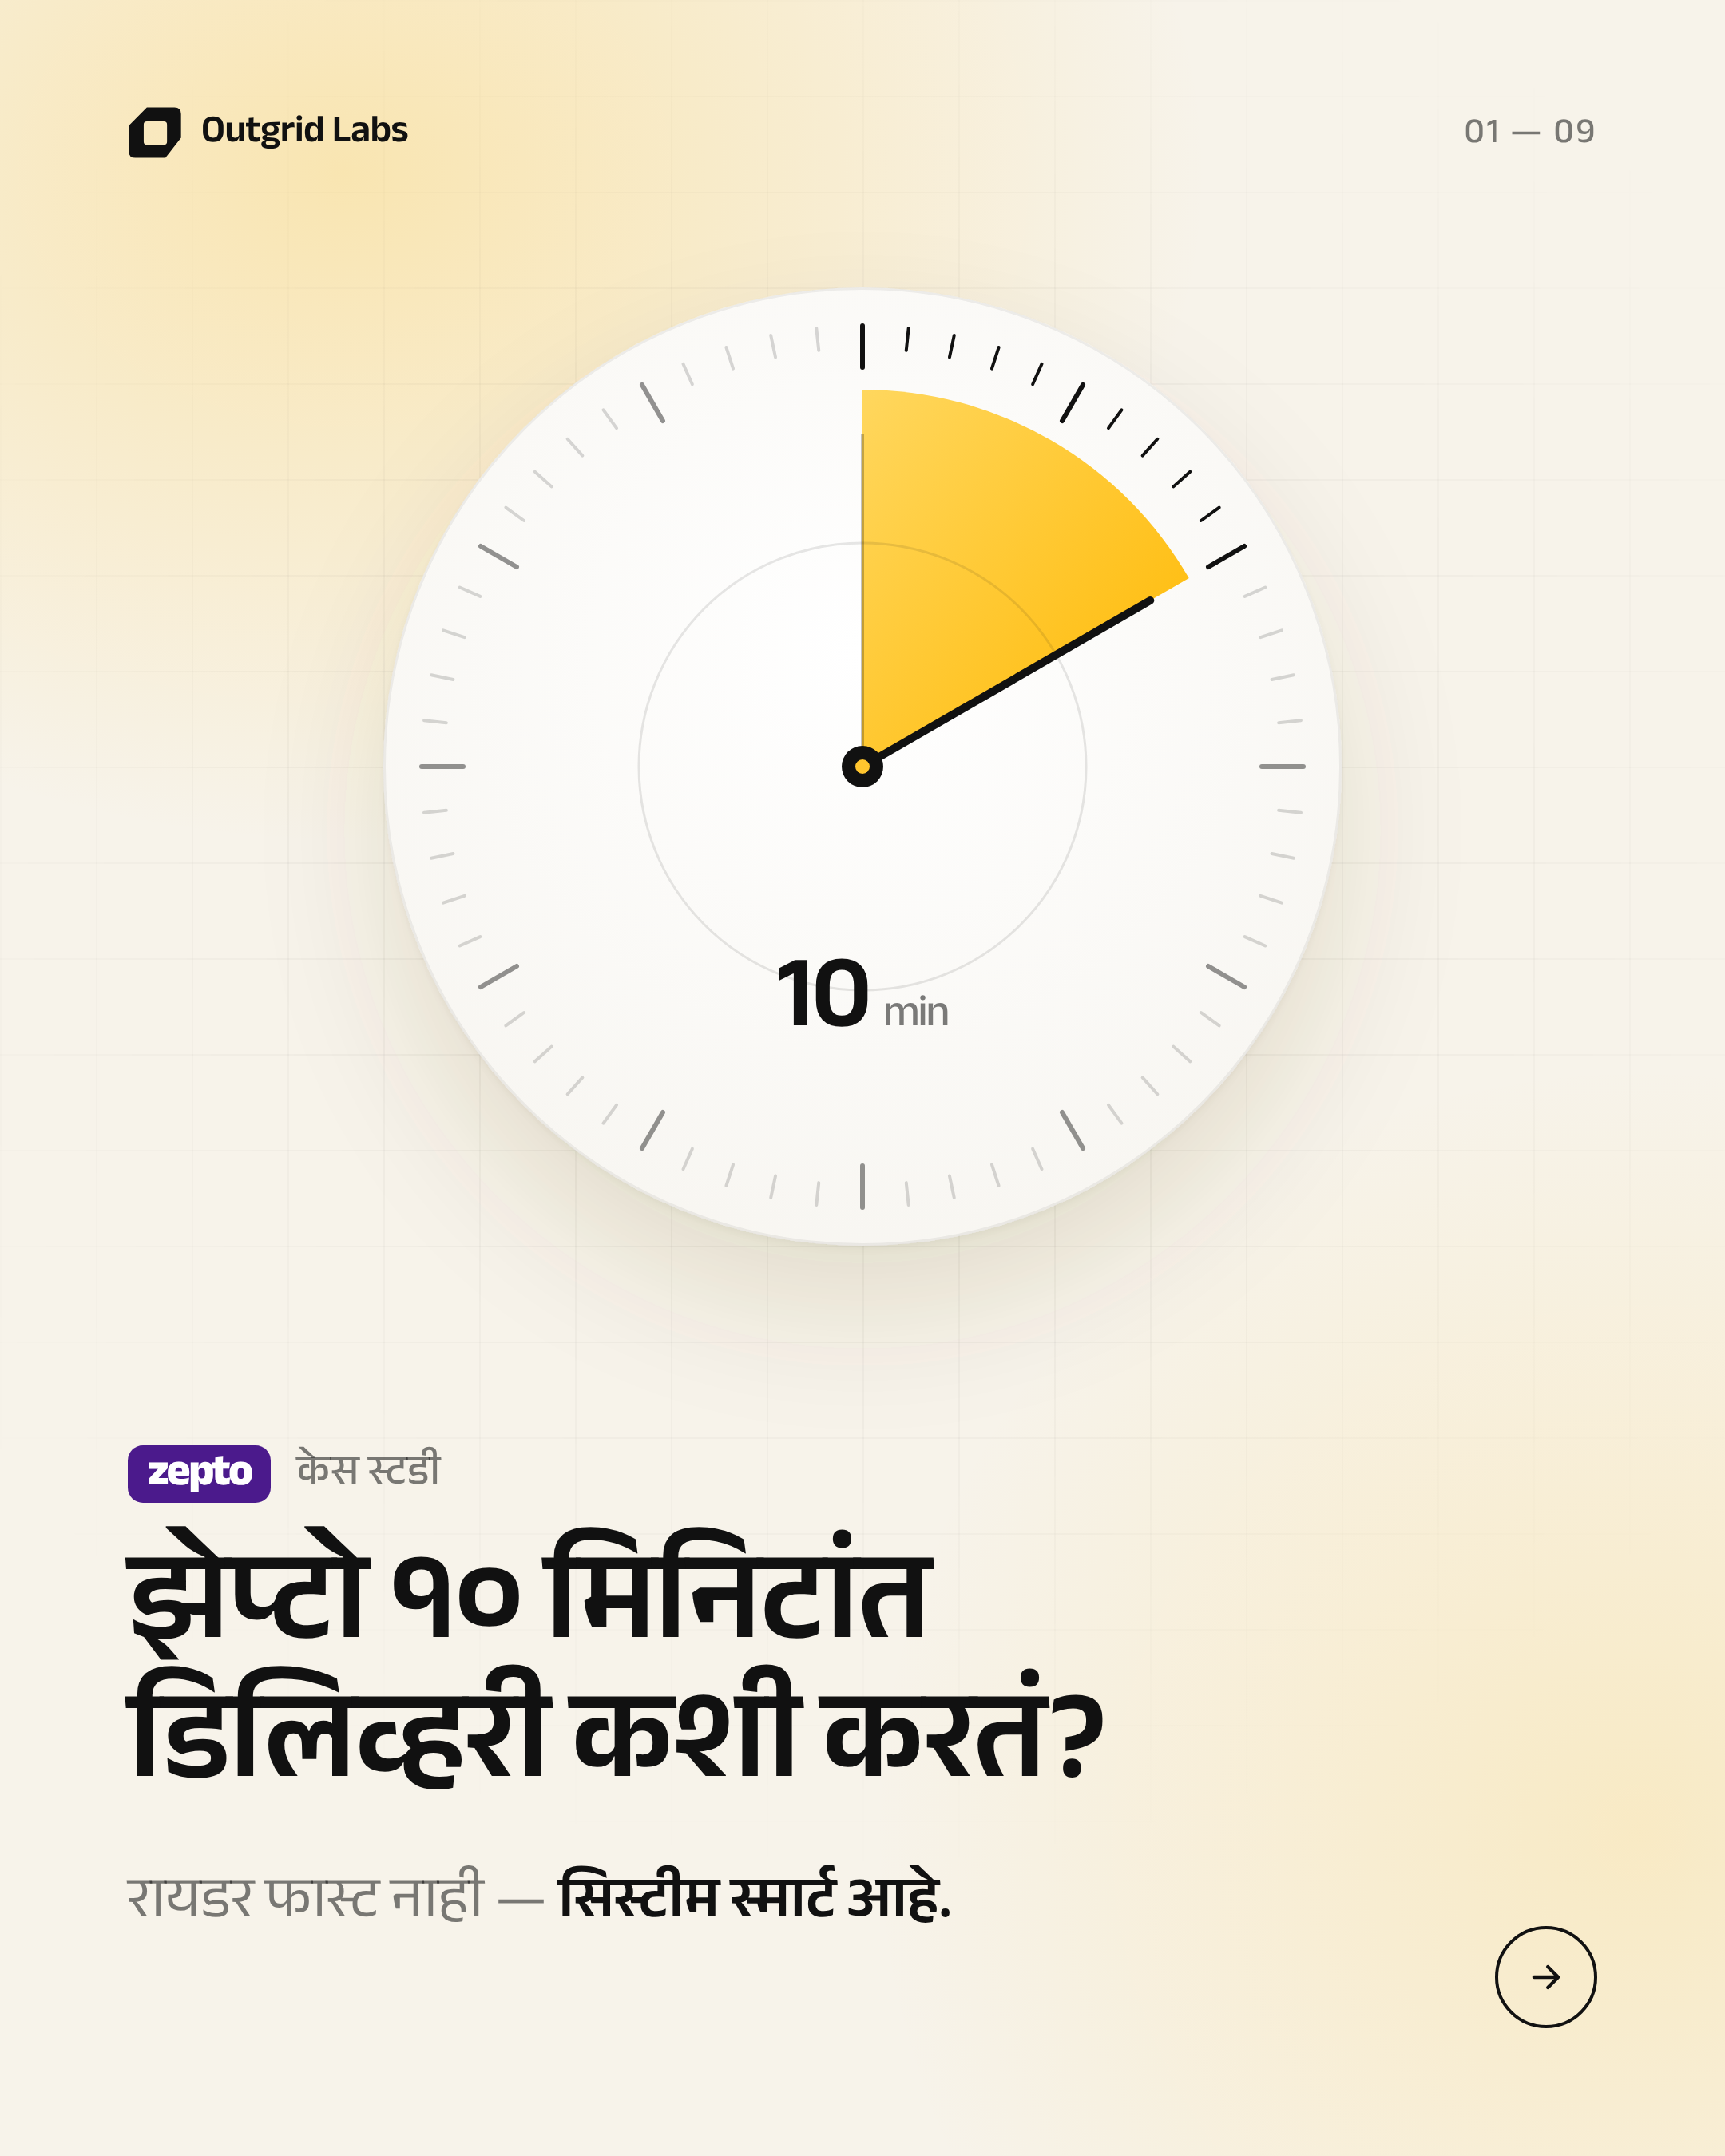 Outgrid Labs
01 — 09
10 min
zepto केस स्टडी
झेप्टो १० मिनिटांत
डिलिव्हरी कशी करतं?
रायडर फास्ट नाही — सिस्टीम स्मार्ट आहे.